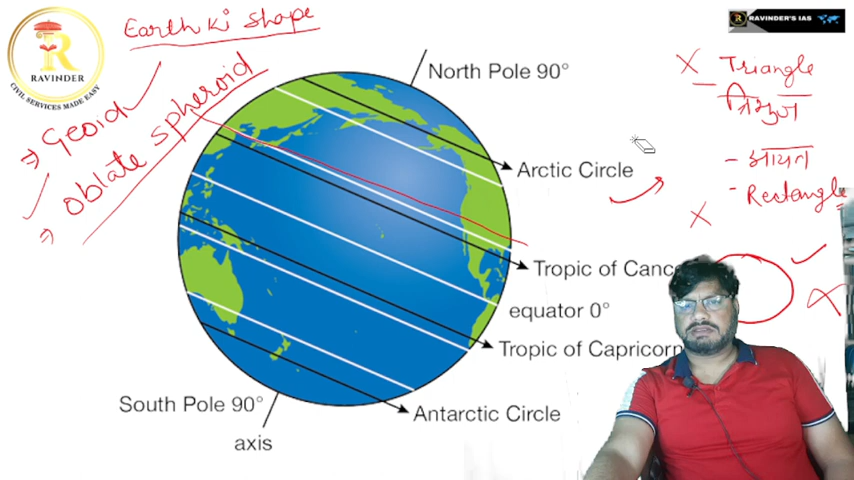 Earth Ki Shape
RAVINDER
CIVIL SERVICES MADE EASY
⇒ Geoid
⇒ Oblate spheroid
North Pole 90°
Arctic Circle
Tropic of Canc
equator 0°
Tropic of Capricorn
Antarctic Circle
South Pole 90°
axis
RAVINDER'S IAS
Triangle
- त्रिभुज
- आयत
- Rectangle